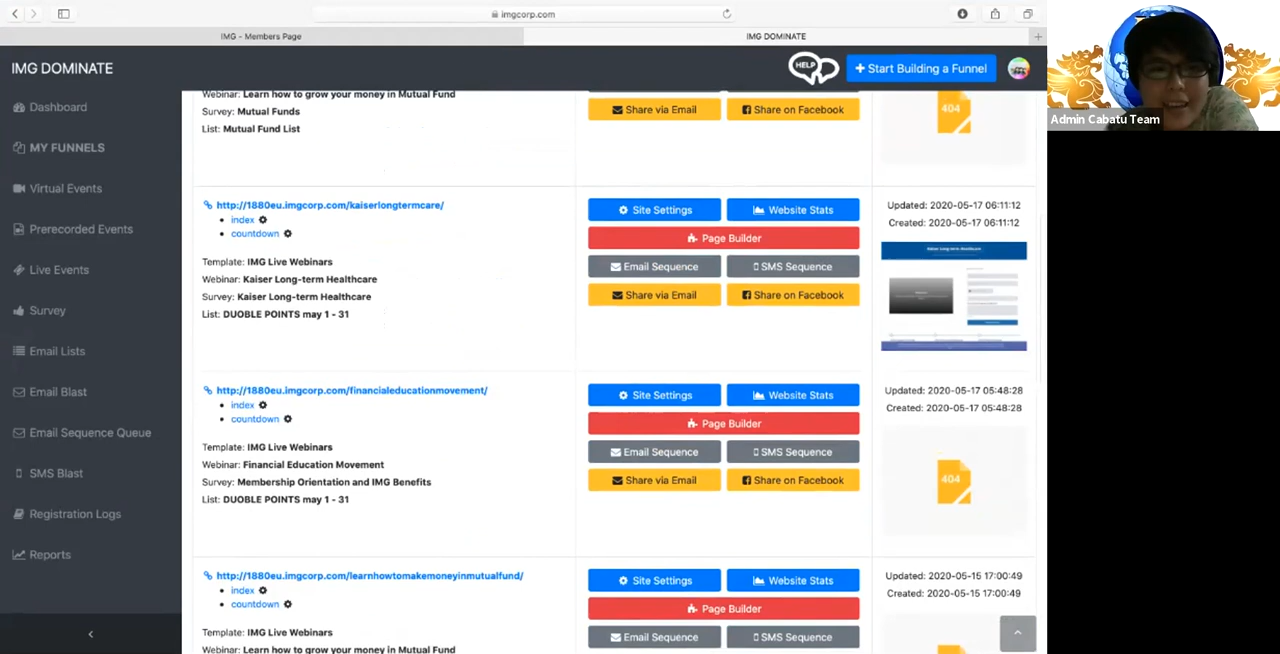 imgcorp.com
IMG - Members Page
IMG DOMINATE
+
IMG DOMINATE
HELP
Start Building a Funnel
Admin Cabatu Team
Dashboard
MY FUNNELS
Virtual Events
Prerecorded Events
Live Events
Survey
Email Lists
Email Blast
Email Sequence Queue
SMS Blast
Registration Logs
Reports
Webinar: Learn how to grow your money in Mutual Fund
Survey: Mutual Funds
List: Mutual Fund List
Share via Email
Share on Facebook
404
http://1880eu.imgcorp.com/kaiserlongtermcare/
index
countdown
Template: IMG Live Webinars
Webinar: Kaiser Long-term Healthcare
Survey: Kaiser Long-term Healthcare
List: DUOBLE POINTS may 1 - 31
Site Settings
Website Stats
Page Builder
Email Sequence
SMS Sequence
Share via Email
Share on Facebook
Updated: 2020-05-17 06:11:12
Created: 2020-05-17 06:11:12
Kaiser Long-term Healthcare
http://1880eu.imgcorp.com/financialeducationmovement/
index
countdown
Template: IMG Live Webinars
Webinar: Financial Education Movement
Survey: Membership Orientation and IMG Benefits
List: DUOBLE POINTS may 1 - 31
Site Settings
Website Stats
Page Builder
Email Sequence
SMS Sequence
Share via Email
Share on Facebook
Updated: 2020-05-17 05:48:28
Created: 2020-05-17 05:48:28
404
http://1880eu.imgcorp.com/learnhowtomakemoneyinmutualfund/
index
countdown
Template: IMG Live Webinars
Webinar: Learn how to grow your money in Mutual Fund
Site Settings
Website Stats
Page Builder
Email Sequence
SMS Sequence
Updated: 2020-05-15 17:00:49
Created: 2020-05-15 17:00:49